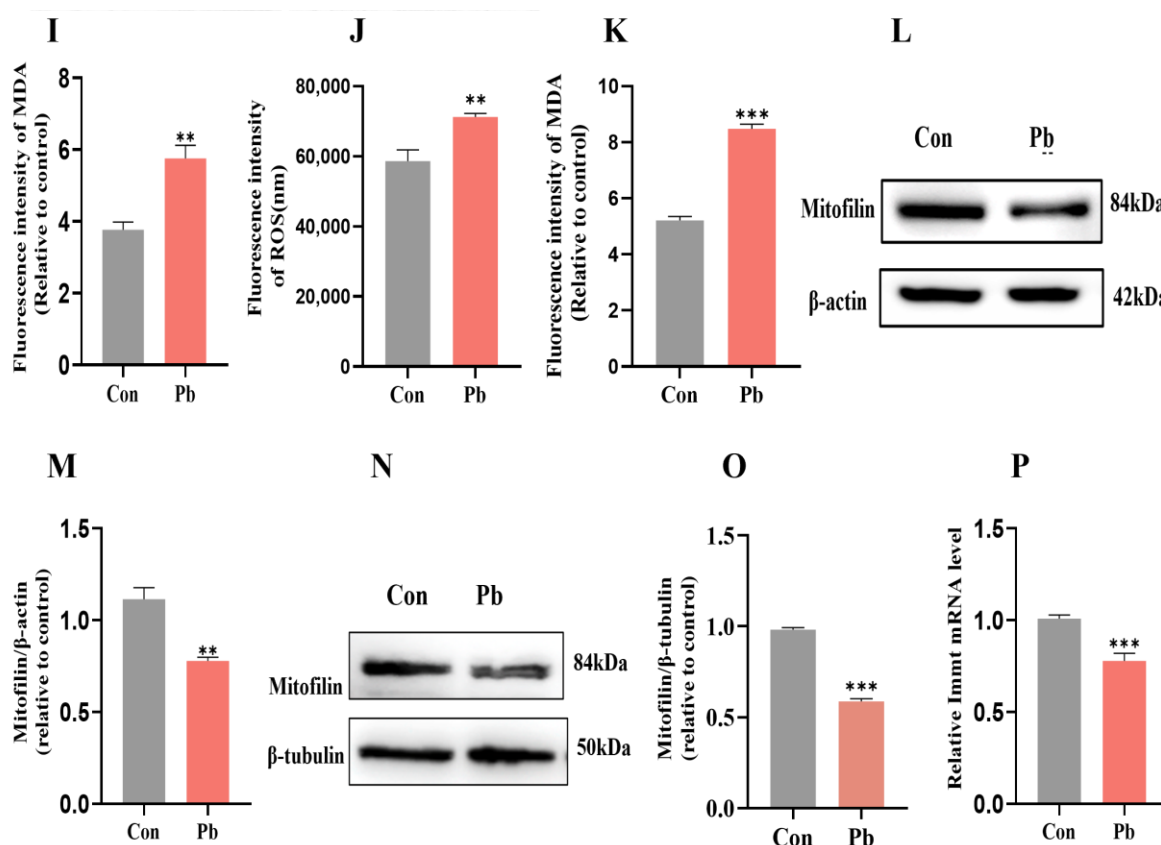 I
Fluorescence intensity of MDA
(Relative to control)
8
6
4
2
0
**
Con
Pb
J
Fluorescence intensity
of ROS(nm)
80,000
60,000
40,000
20,000
0
**
Con
Pb
K
Fluorescence intensity of MDA
(Relative to control)
10
8
6
4
2
0
***
Con
Pb
L
Con
Pb
Mitofilin
84kDa
β-actin
42kDa
M
Mitofilin/β-actin
(relative to control)
1.5
1.0
0.5
0.0
**
Con
Pb
N
Con
Pb
Mitofilin
84kDa
β-tubulin
50kDa
O
Mitofilin/β-tubulin
(relative to control)
1.5
1.0
0.5
0.0
***
Con
Pb
P
Relative Immt mRNA level
1.5
1.0
0.5
0.0
***
Con
Pb